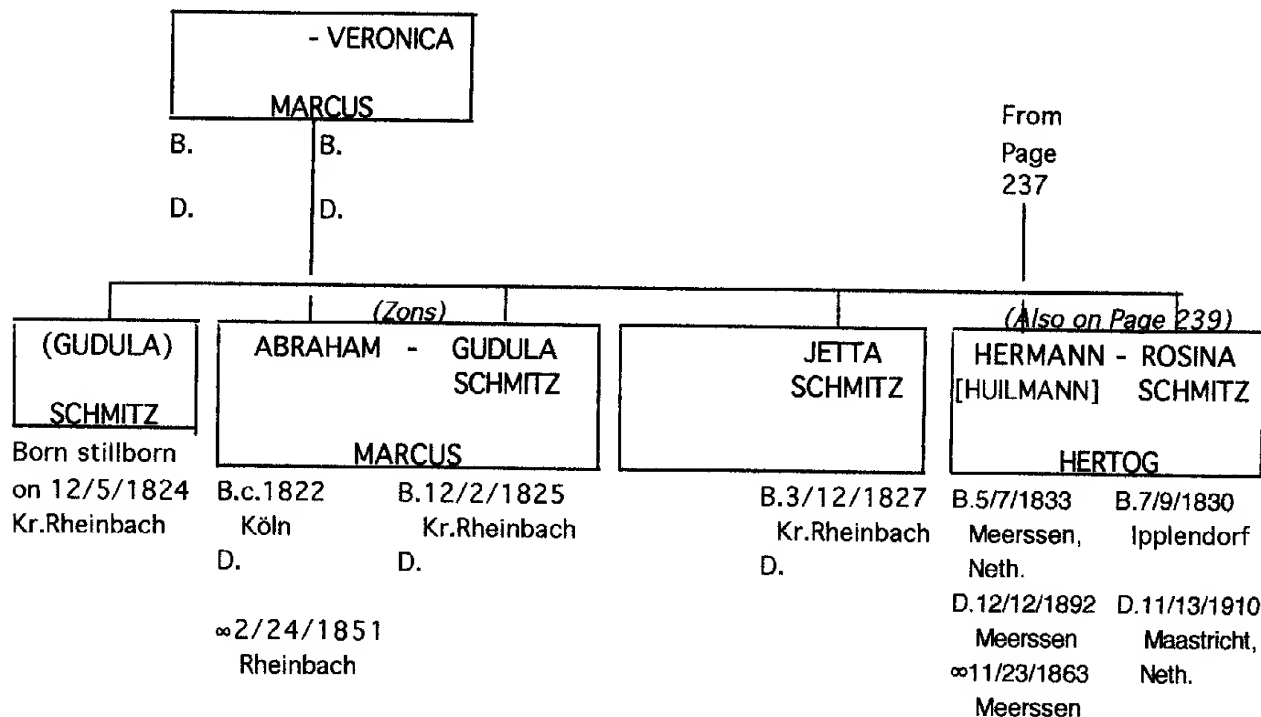 - VERONICA
MARCUS
B. B.
D. D.
From
Page
237
(Zons)
(Also on Page 239)
(GUDULA)
SCHMITZ
Born stillborn
on 12/5/1824
Kr.Rheinbach
ABRAHAM - GUDULA
SCHMITZ
MARCUS
B.c.1822 B.12/2/1825
Köln Kr.Rheinbach
D. D.
∞2/24/1851
Rheinbach
JETTA
SCHMITZ
B.3/12/1827
Kr.Rheinbach
D.
HERMANN - ROSINA
[HUILMANN] SCHMITZ
HERTOG
B.5/7/1833 B.7/9/1830
Meerssen, Ipplendorf
Neth.
D.12/12/1892 D.11/13/1910
Meerssen Maastricht,
∞11/23/1863 Neth.
Meerssen